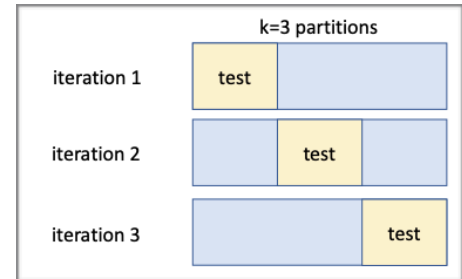 k=3 partitions
iteration 1 test
iteration 2 test
iteration 3 test